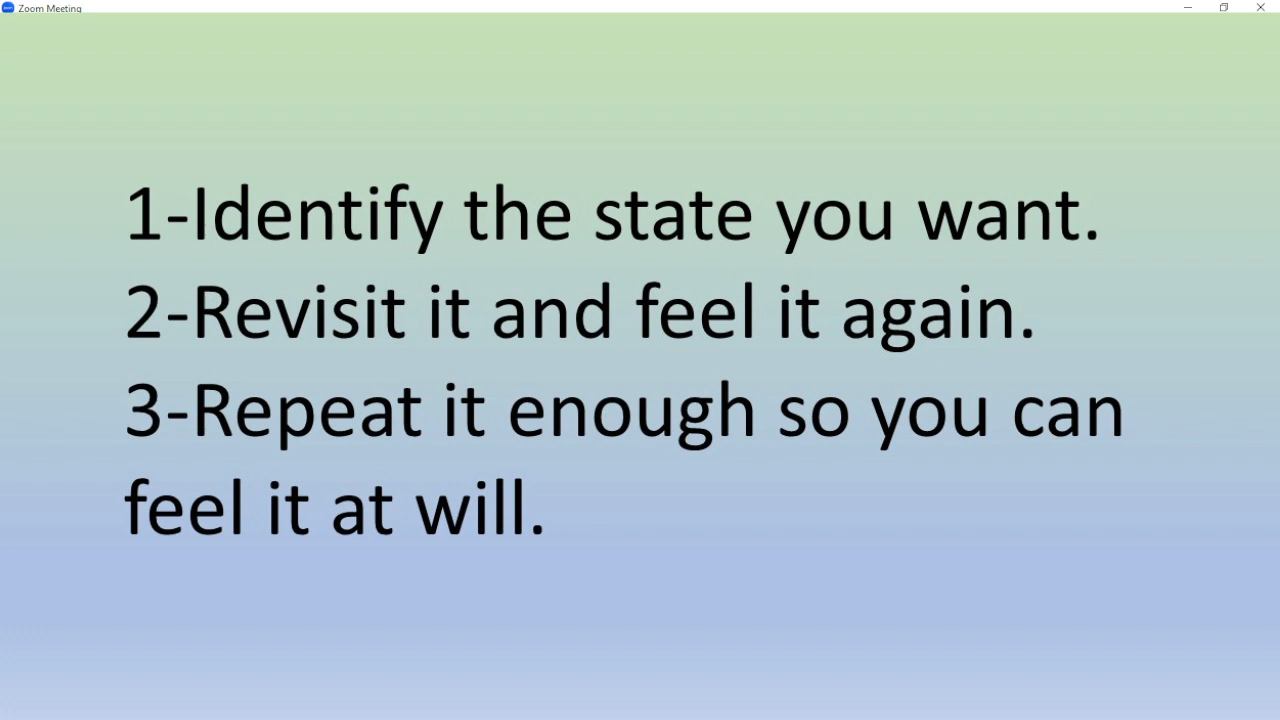 Zoom Meeting
1-Identify the state you want.
2-Revisit it and feel it again.
3-Repeat it enough so you can
feel it at will.